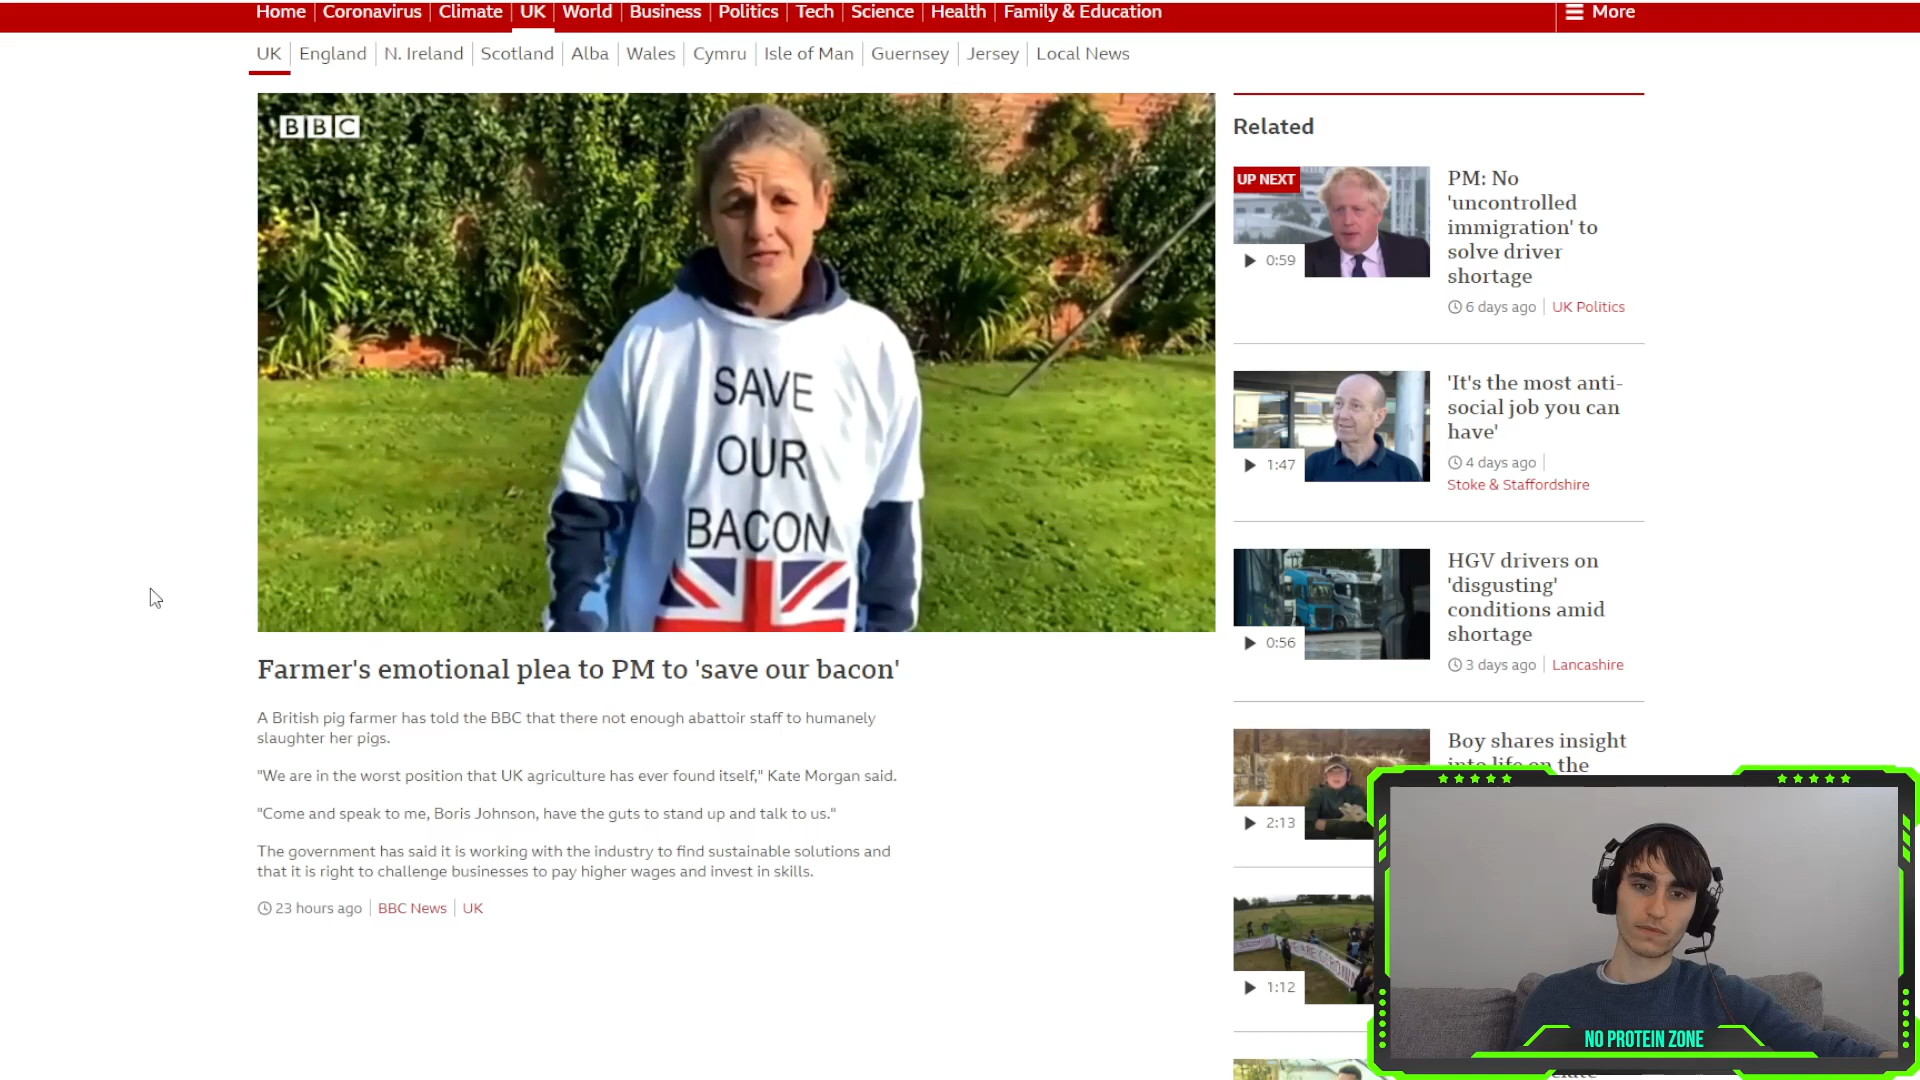 Home Coronavirus Climate UK World Business Politics Tech Science Health Family & Education More
UK England N. Ireland Scotland Alba Wales Cymru Isle of Man Guernsey Jersey Local News
BBC
SAVE
OUR
BACON
Farmer's emotional plea to PM to 'save our bacon'
A British pig farmer has told the BBC that there not enough abattoir staff to humanely
slaughter her pigs.
"We are in the worst position that UK agriculture has ever found itself," Kate Morgan said.
"Come and speak to me, Boris Johnson, have the guts to stand up and talk to us."
The government has said it is working with the industry to find sustainable solutions and
that it is right to challenge businesses to pay higher wages and invest in skills.
23 hours ago BBC News UK
Related
UP NEXT
0:59
PM: No
'uncontrolled
immigration' to
solve driver
shortage
6 days ago UK Politics
1:47
'It's the most anti-
social job you can
have'
4 days ago
Stoke & Staffordshire
0:56
HGV drivers on
'disgusting'
conditions amid
shortage
3 days ago Lancashire
2:13
Boy shares insight
into life on the
1:12
NO PROTEIN ZONE